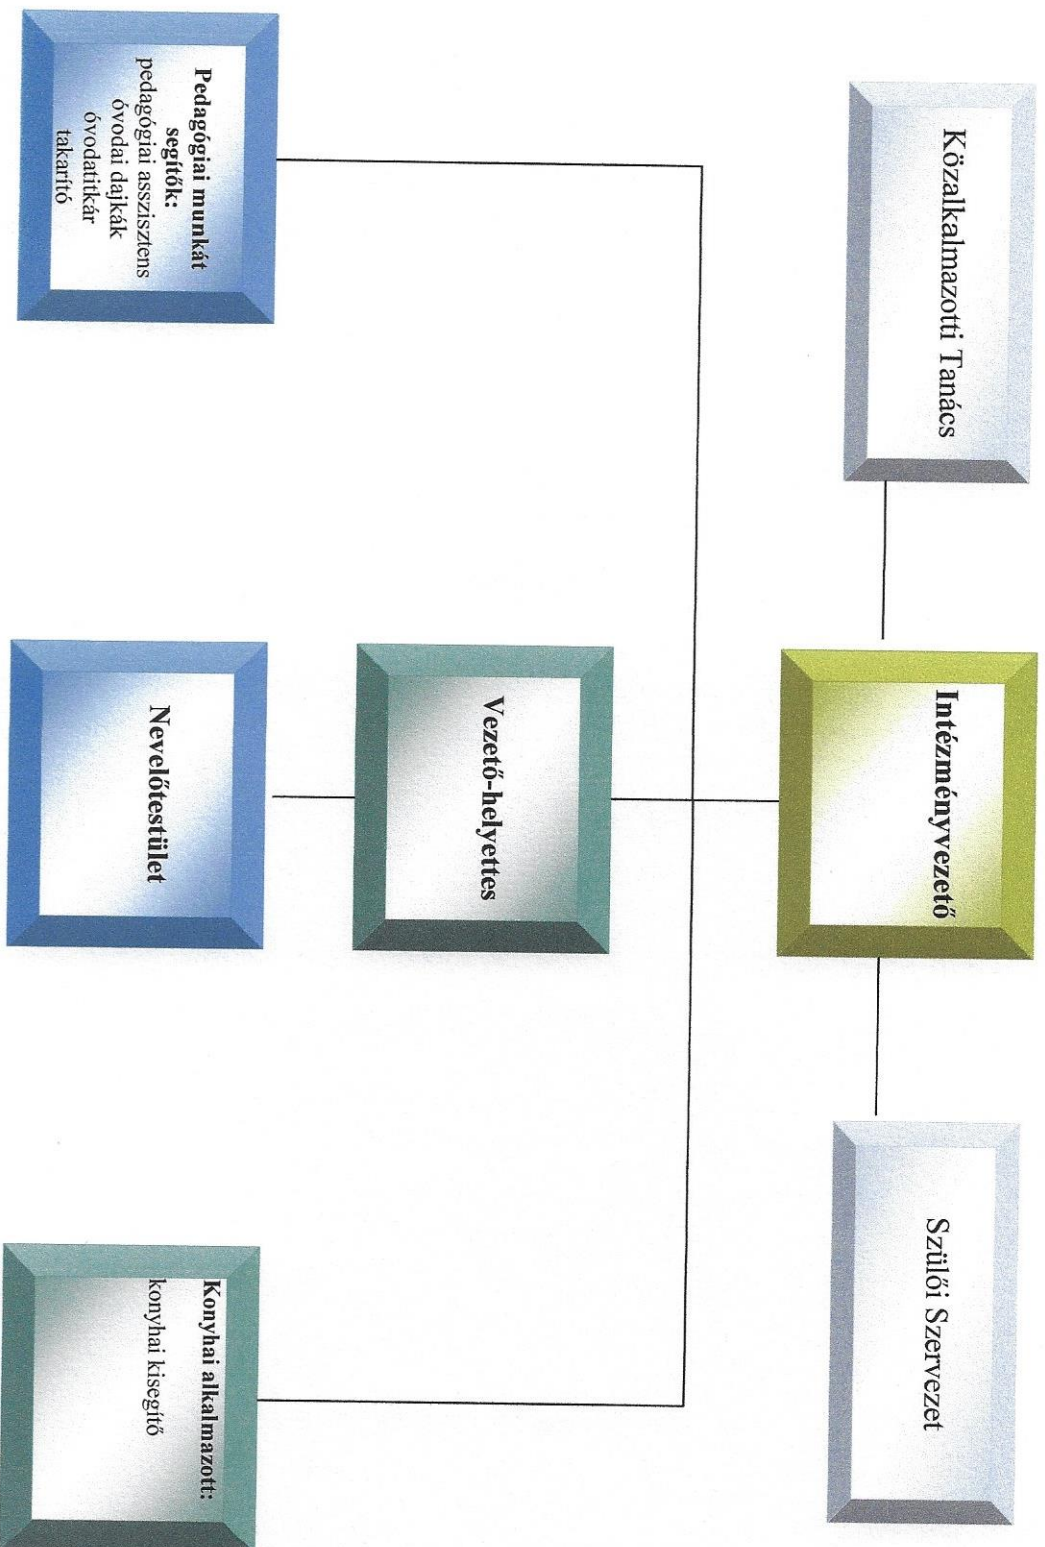 Közalkalmazotti Tanács
Intézményvezető
Szülői Szervezet
Vezető-helyettes
Pedagógiai munkát
segítők:
pedagógiai asszisztens
óvodai dajkák
óvodatitkár
takarító
Nevelőtestület
Konyhai alkalmazott:
konyhai kisegítő